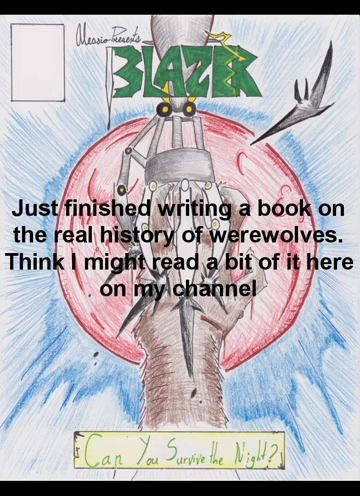 Messio Presents
BLAZER
Just finished writing a book on
the real history of werewolves.
Think I might read a bit of it here
on my channel
Can You Survive the Night?